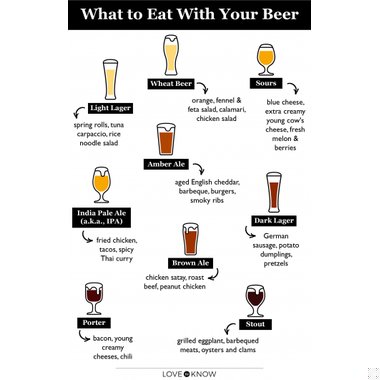 What to Eat With Your Beer
Light Lager
spring rolls, tuna
carpaccio, rice
noodle salad
Wheat Beer
orange, fennel &
feta salad, calamari,
chicken salad
Sours
blue cheese,
extra creamy
young cow's
cheese, fresh
melon &
berries
Amber Ale
aged English cheddar,
barbeque, burgers,
smoky ribs
India Pale Ale
(a.k.a., IPA)
fried chicken,
tacos, spicy
Thai curry
Brown Ale
chicken satay, roast
beef, peanut chicken
Dark Lager
German
sausage, potato
dumplings,
pretzels
Porter
bacon, young
creamy
cheeses, chili
Stout
grilled eggplant, barbequed
meats, oysters and clams
LOVE TO KNOW